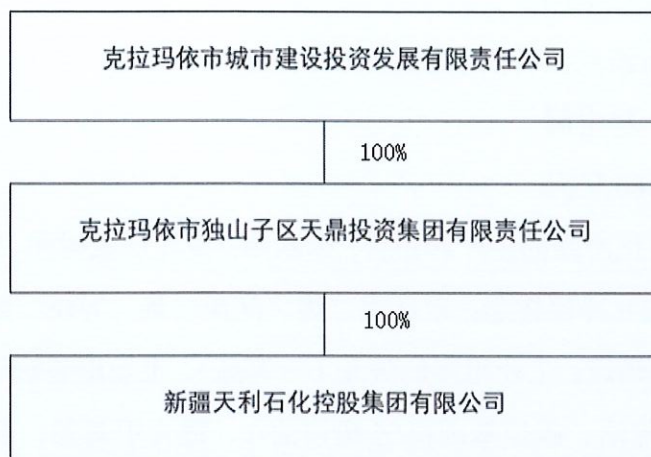 克拉玛依市城市建设投资发展有限责任公司
100%
克拉玛依市独山子区天鼎投资集团有限责任公司
100%
新疆天利石化控股集团有限公司